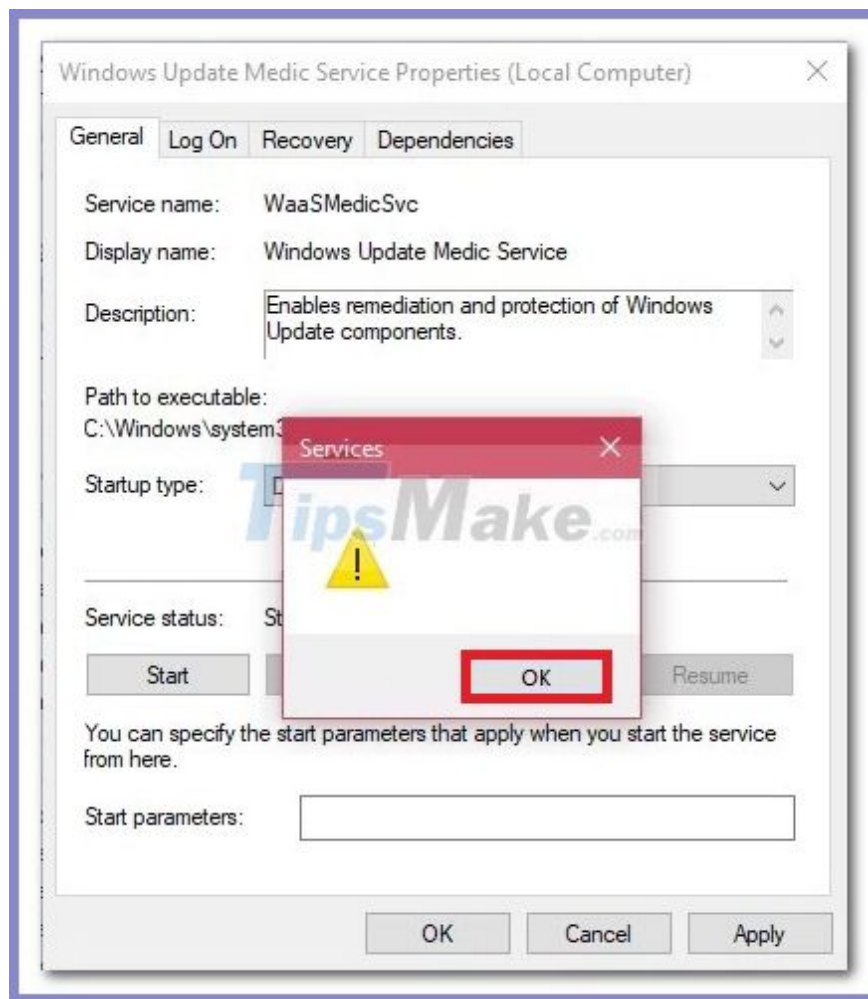 Windows Update Medic Service Properties (Local Computer)
General Log On Recovery Dependencies
Service name: WaaSMedicSvc
Display name: Windows Update Medic Service
Description: Enables remediation and protection of Windows
Update components.
Path to executable:
C:\Windows\system3
Services
Startup type: D
TipsMake.com
!
Service status: St
Start OK Resume
You can specify the start parameters that apply when you start the service
from here.
Start parameters:
OK Cancel Apply